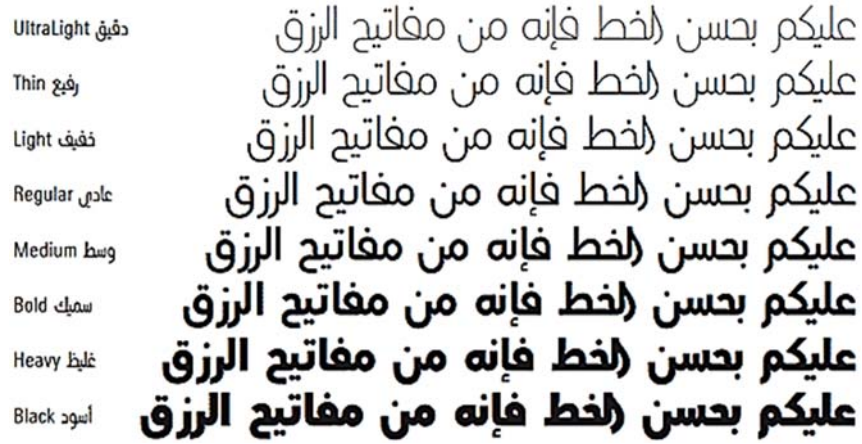 UltraLight دقيق عليكم بحسن الخط فإنه من مفاتيح الرزق
Thin رفيع عليكم بحسن الخط فإنه من مفاتيح الرزق
Light خفيف عليكم بحسن الخط فإنه من مفاتيح الرزق
Regular عادي عليكم بحسن الخط فإنه من مفاتيح الرزق
Medium وسط عليكم بحسن الخط فإنه من مفاتيح الرزق
Bold سميك عليكم بحسن الخط فإنه من مفاتيح الرزق
Heavy غليظ عليكم بحسن الخط فإنه من مفاتيح الرزق
Black أسود عليكم بحسن الخط فإنه من مفاتيح الرزق